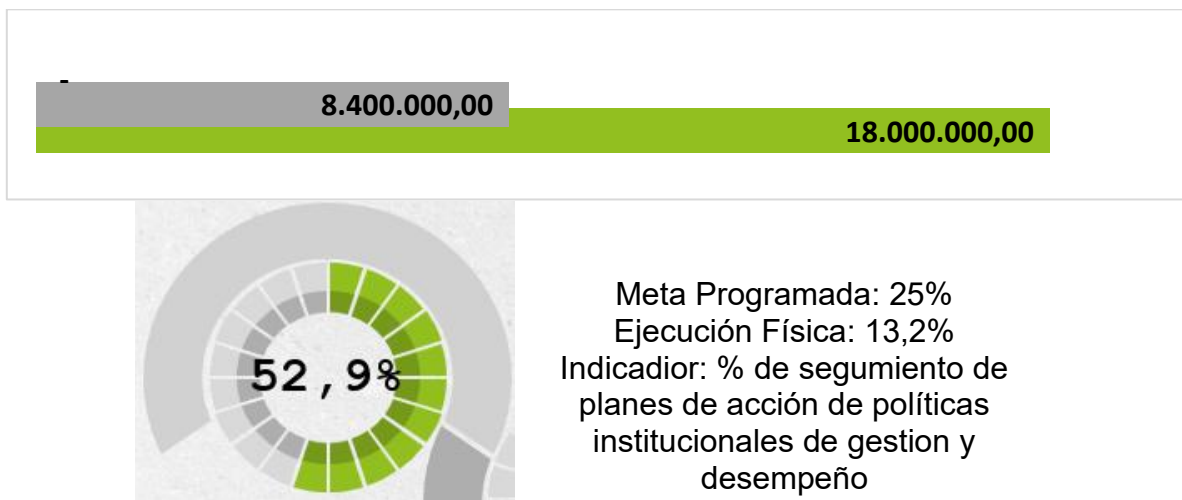 8.400.000,00
18.000.000,00
52,9%
Meta Programada: 25%
Ejecución Física: 13,2%
Indicadior: % de segumiento de
planes de acción de políticas
institucionales de gestion y
desempeño